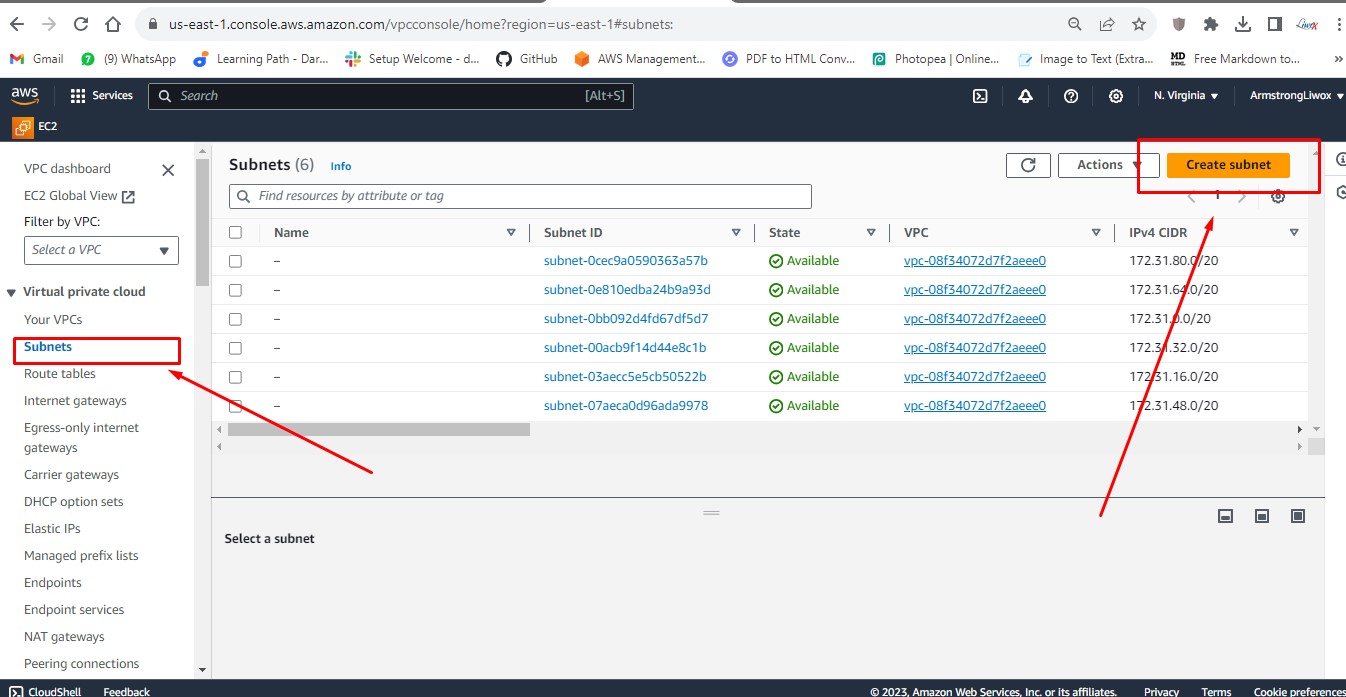 us-east-1.console.aws.amazon.com/vpcconsole/home?region=us-east-1#subnets:
Gmail (9) WhatsApp Learning Path - Dar... Setup Welcome - d... GitHub AWS Management... PDF to HTML Conv... Photopea | Online... Image to Text (Extra... MD Free Markdown to... »
aws Services Search [Alt+S] N. Virginia ArmstrongLiwox
EC2
VPC dashboard
EC2 Global View
Filter by VPC:
Select a VPC
Virtual private cloud
Your VPCs
Subnets
Route tables
Internet gateways
Egress-only internet
gateways
Carrier gateways
DHCP option sets
Elastic IPs
Managed prefix lists
Endpoints
Endpoint services
NAT gateways
Peering connections
Subnets (6) Info Actions Create subnet
Find resources by attribute or tag 1
Name Subnet ID State VPC IPv4 CIDR
– subnet-0cec9a0590363a57b Available vpc-08f34072d7f2aeee0 172.31.80.0/20
– subnet-0e810edba24b9a93d Available vpc-08f34072d7f2aeee0 172.31.64.0/20
– subnet-0bb092d4fd67df5d7 Available vpc-08f34072d7f2aeee0 172.31.0.0/20
– subnet-00acb9f14d44e8c1b Available vpc-08f34072d7f2aeee0 172.31.32.0/20
– subnet-03aecc5e5cb50522b Available vpc-08f34072d7f2aeee0 172.31.16.0/20
– subnet-07aeca0d96ada9978 Available vpc-08f34072d7f2aeee0 172.31.48.0/20
Select a subnet
CloudShell Feedback © 2023, Amazon Web Services, Inc. or its affiliates. Privacy Terms Cookie preferences